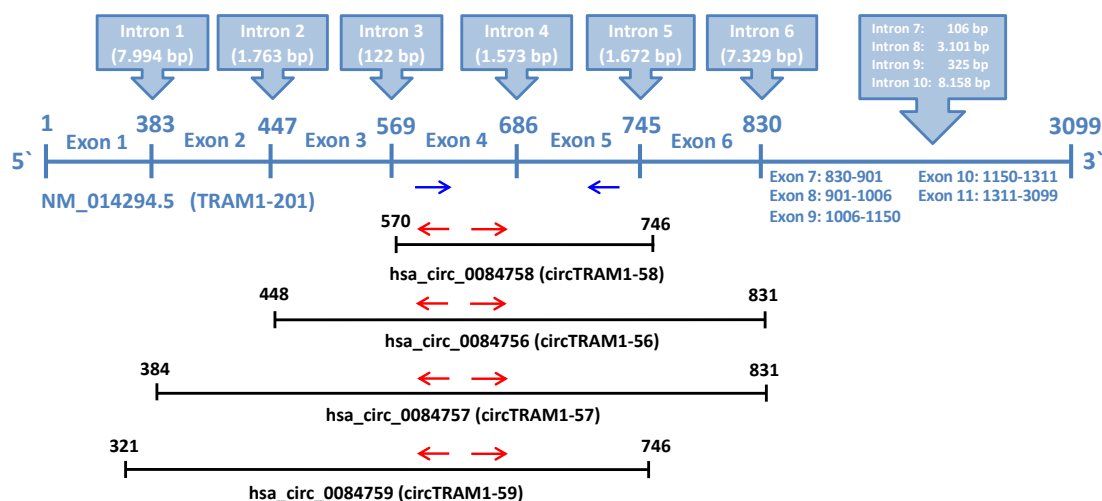 Intron 1
(7.994 bp)
Intron 2
(1.763 bp)
Intron 3
(122 bp)
Intron 4
(1.573 bp)
Intron 5
(1.672 bp)
Intron 6
(7.329 bp)
Intron 7: 106 bp
Intron 8: 3.101 bp
Intron 9: 325 bp
Intron 10: 8.158 bp
1 383 447 569 686 745 830 3099
Exon 1 Exon 2 Exon 3 Exon 4 Exon 5 Exon 6
5` 3`
NM_014294.5 (TRAM1-201)
Exon 7: 830-901
Exon 8: 901-1006
Exon 9: 1006-1150
Exon 10: 1150-1311
Exon 11: 1311-3099
570 746
hsa_circ_0084758 (circTRAM1-58)
448 831
hsa_circ_0084756 (circTRAM1-56)
384 831
hsa_circ_0084757 (circTRAM1-57)
321 746
hsa_circ_0084759 (circTRAM1-59)